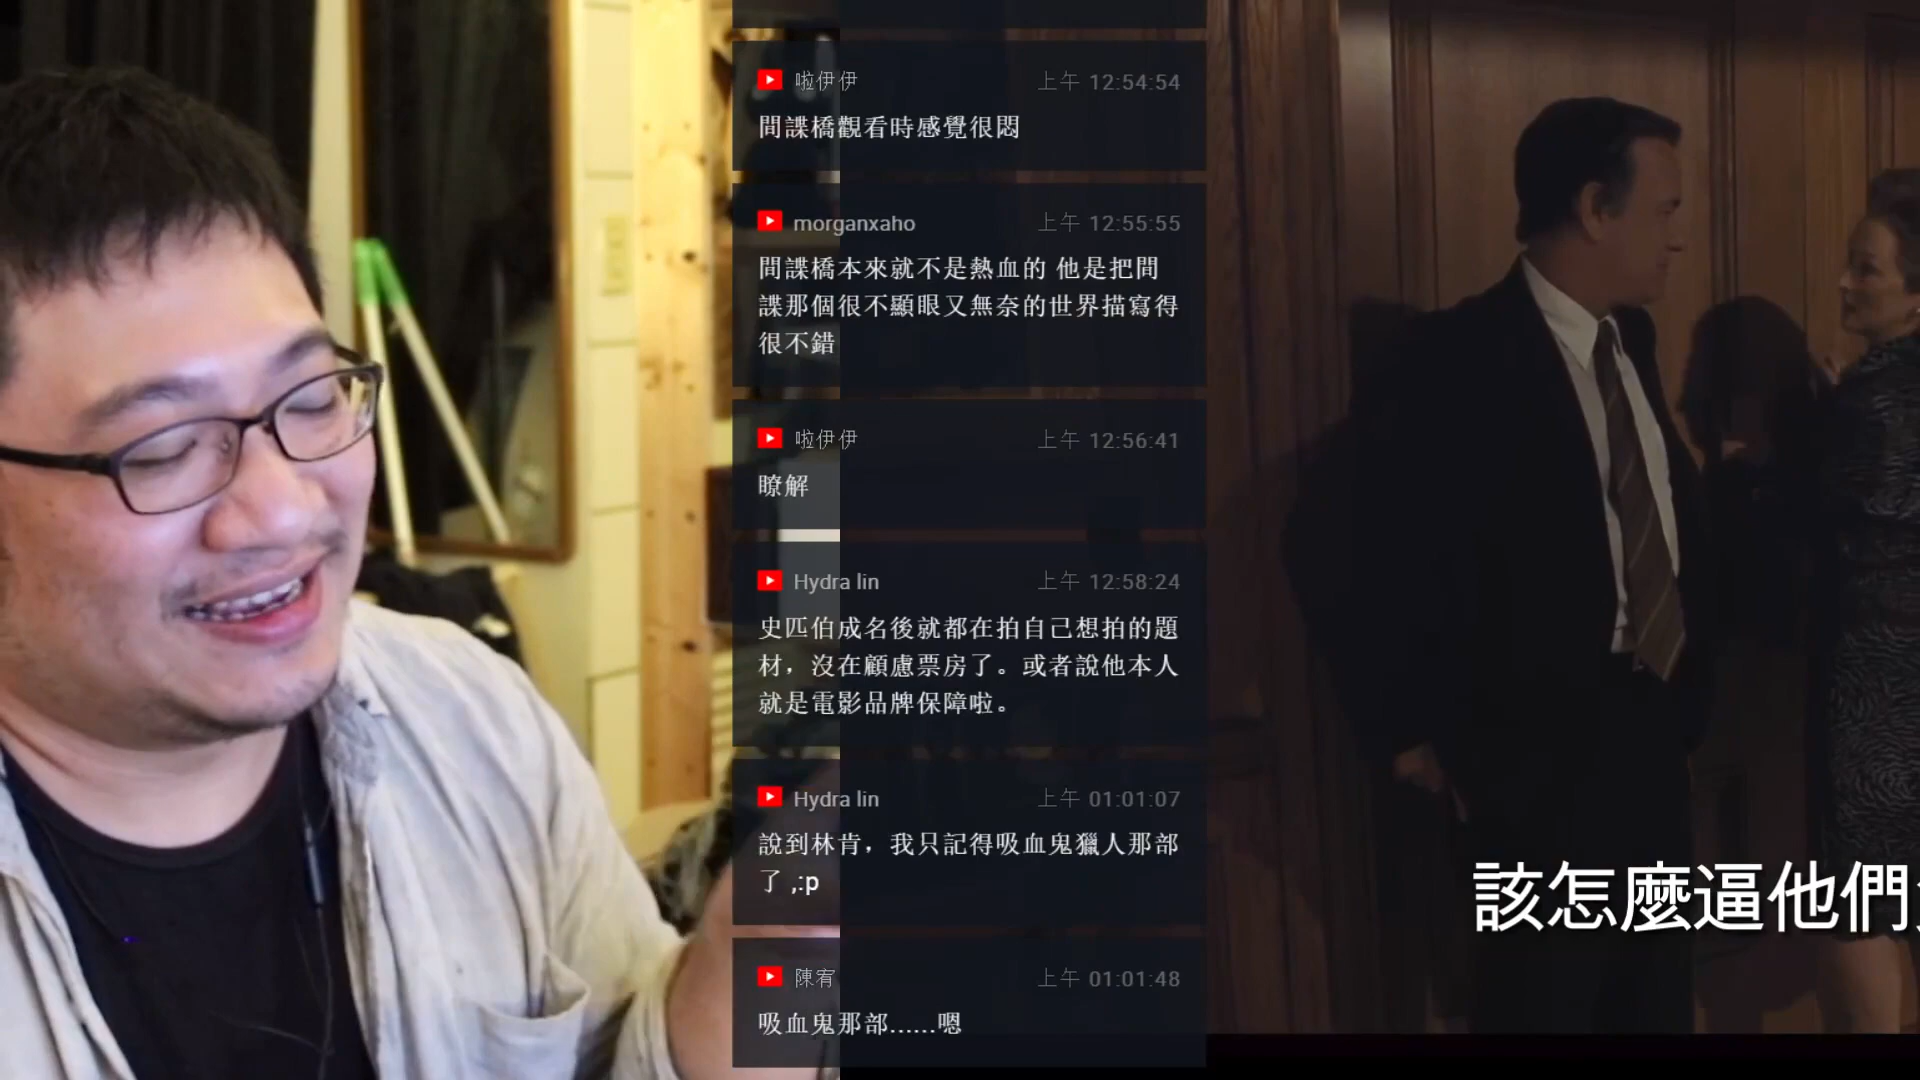 啦伊伊 上午 12:54:54
間諜橋觀看時感覺很悶
morganxaho 上午 12:55:55
間諜橋本來就不是熱血的 他是把間
諜那個很不顯眼又無奈的世界描寫得
很不錯
啦伊伊 上午 12:56:41
瞭解
Hydra lin 上午 12:58:24
史匹伯成名後就都在拍自己想拍的題
材，沒在顧慮票房了。或者說他本人
就是電影品牌保障啦。
Hydra lin 上午 01:01:07
說到林肯，我只記得吸血鬼獵人那部
了 ,:p
陳宥 上午 01:01:48
吸血鬼那部......嗯
該怎麼逼他們